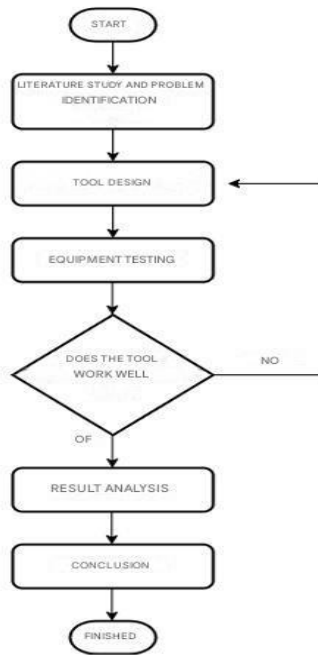 START
LITERATURE STUDY AND PROBLEM
IDENTIFICATION
TOOL DESIGN
EQUIPMENT TESTING
DOES THE TOOL
WORK WELL
NO
OF
RESULT ANALYSIS
CONCLUSION
FINISHED